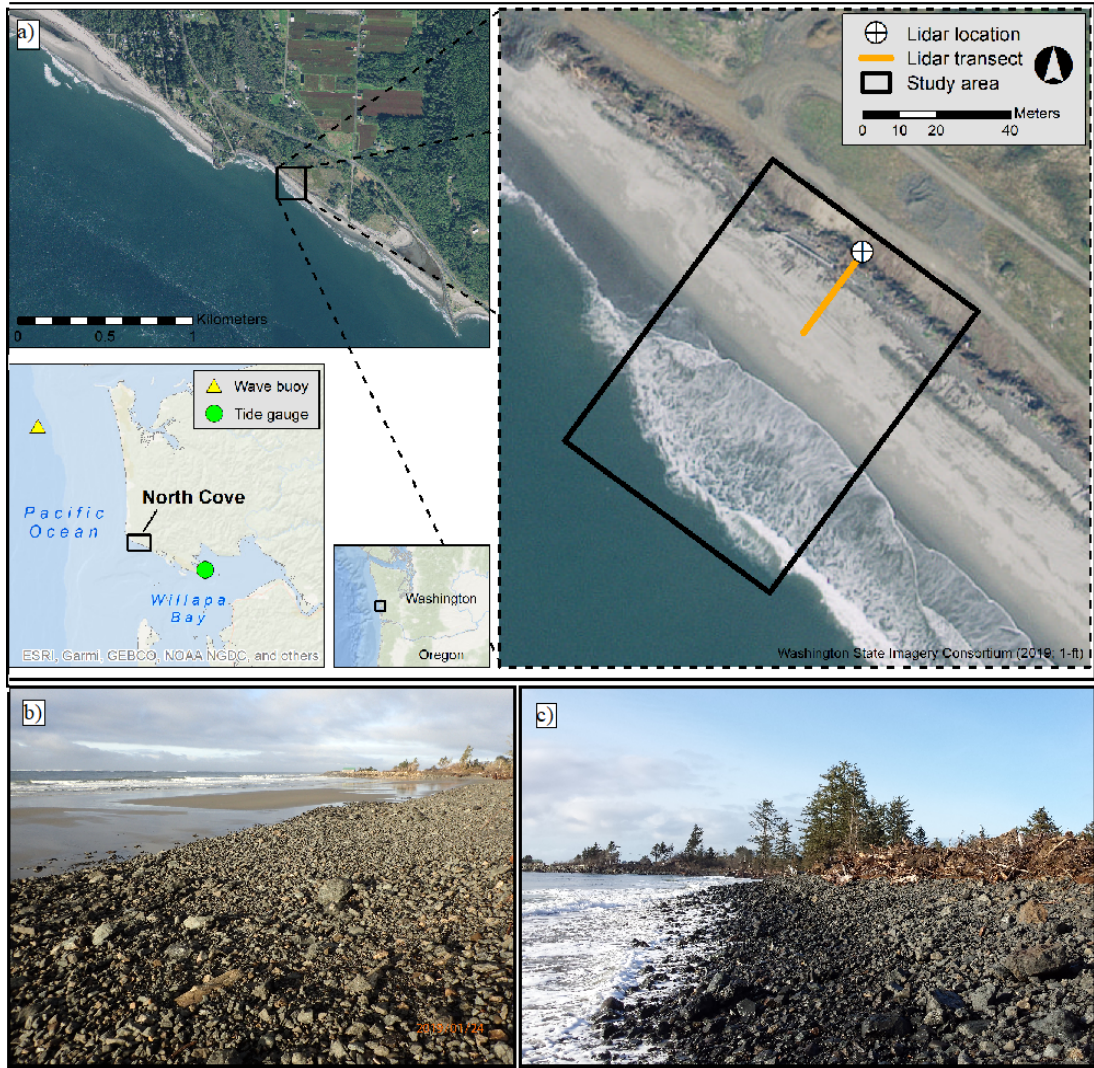 a)
Kilometers
0 0.5 1
Lidar location
Lidar transect
Study area
Meters
0 10 20 40
Washington State Imagery Consortium (2019; 1-ft)
Wave buoy
Tide gauge
North Cove
Pacific
Ocean
Willapa
Bay
ESRI, Garmi, GEBCO, NOAA NGDC, and others
Washington
Oregon
b)
c)